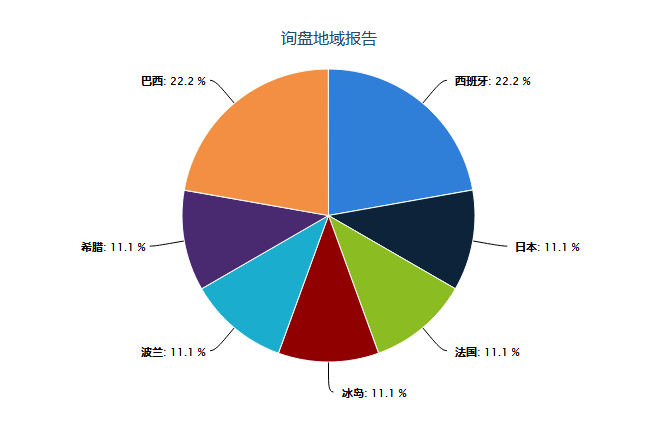 询盘地域报告
巴西: 22.2 %
西班牙: 22.2 %
希腊: 11.1 %
日本: 11.1 %
波兰: 11.1 %
法国: 11.1 %
冰岛: 11.1 %